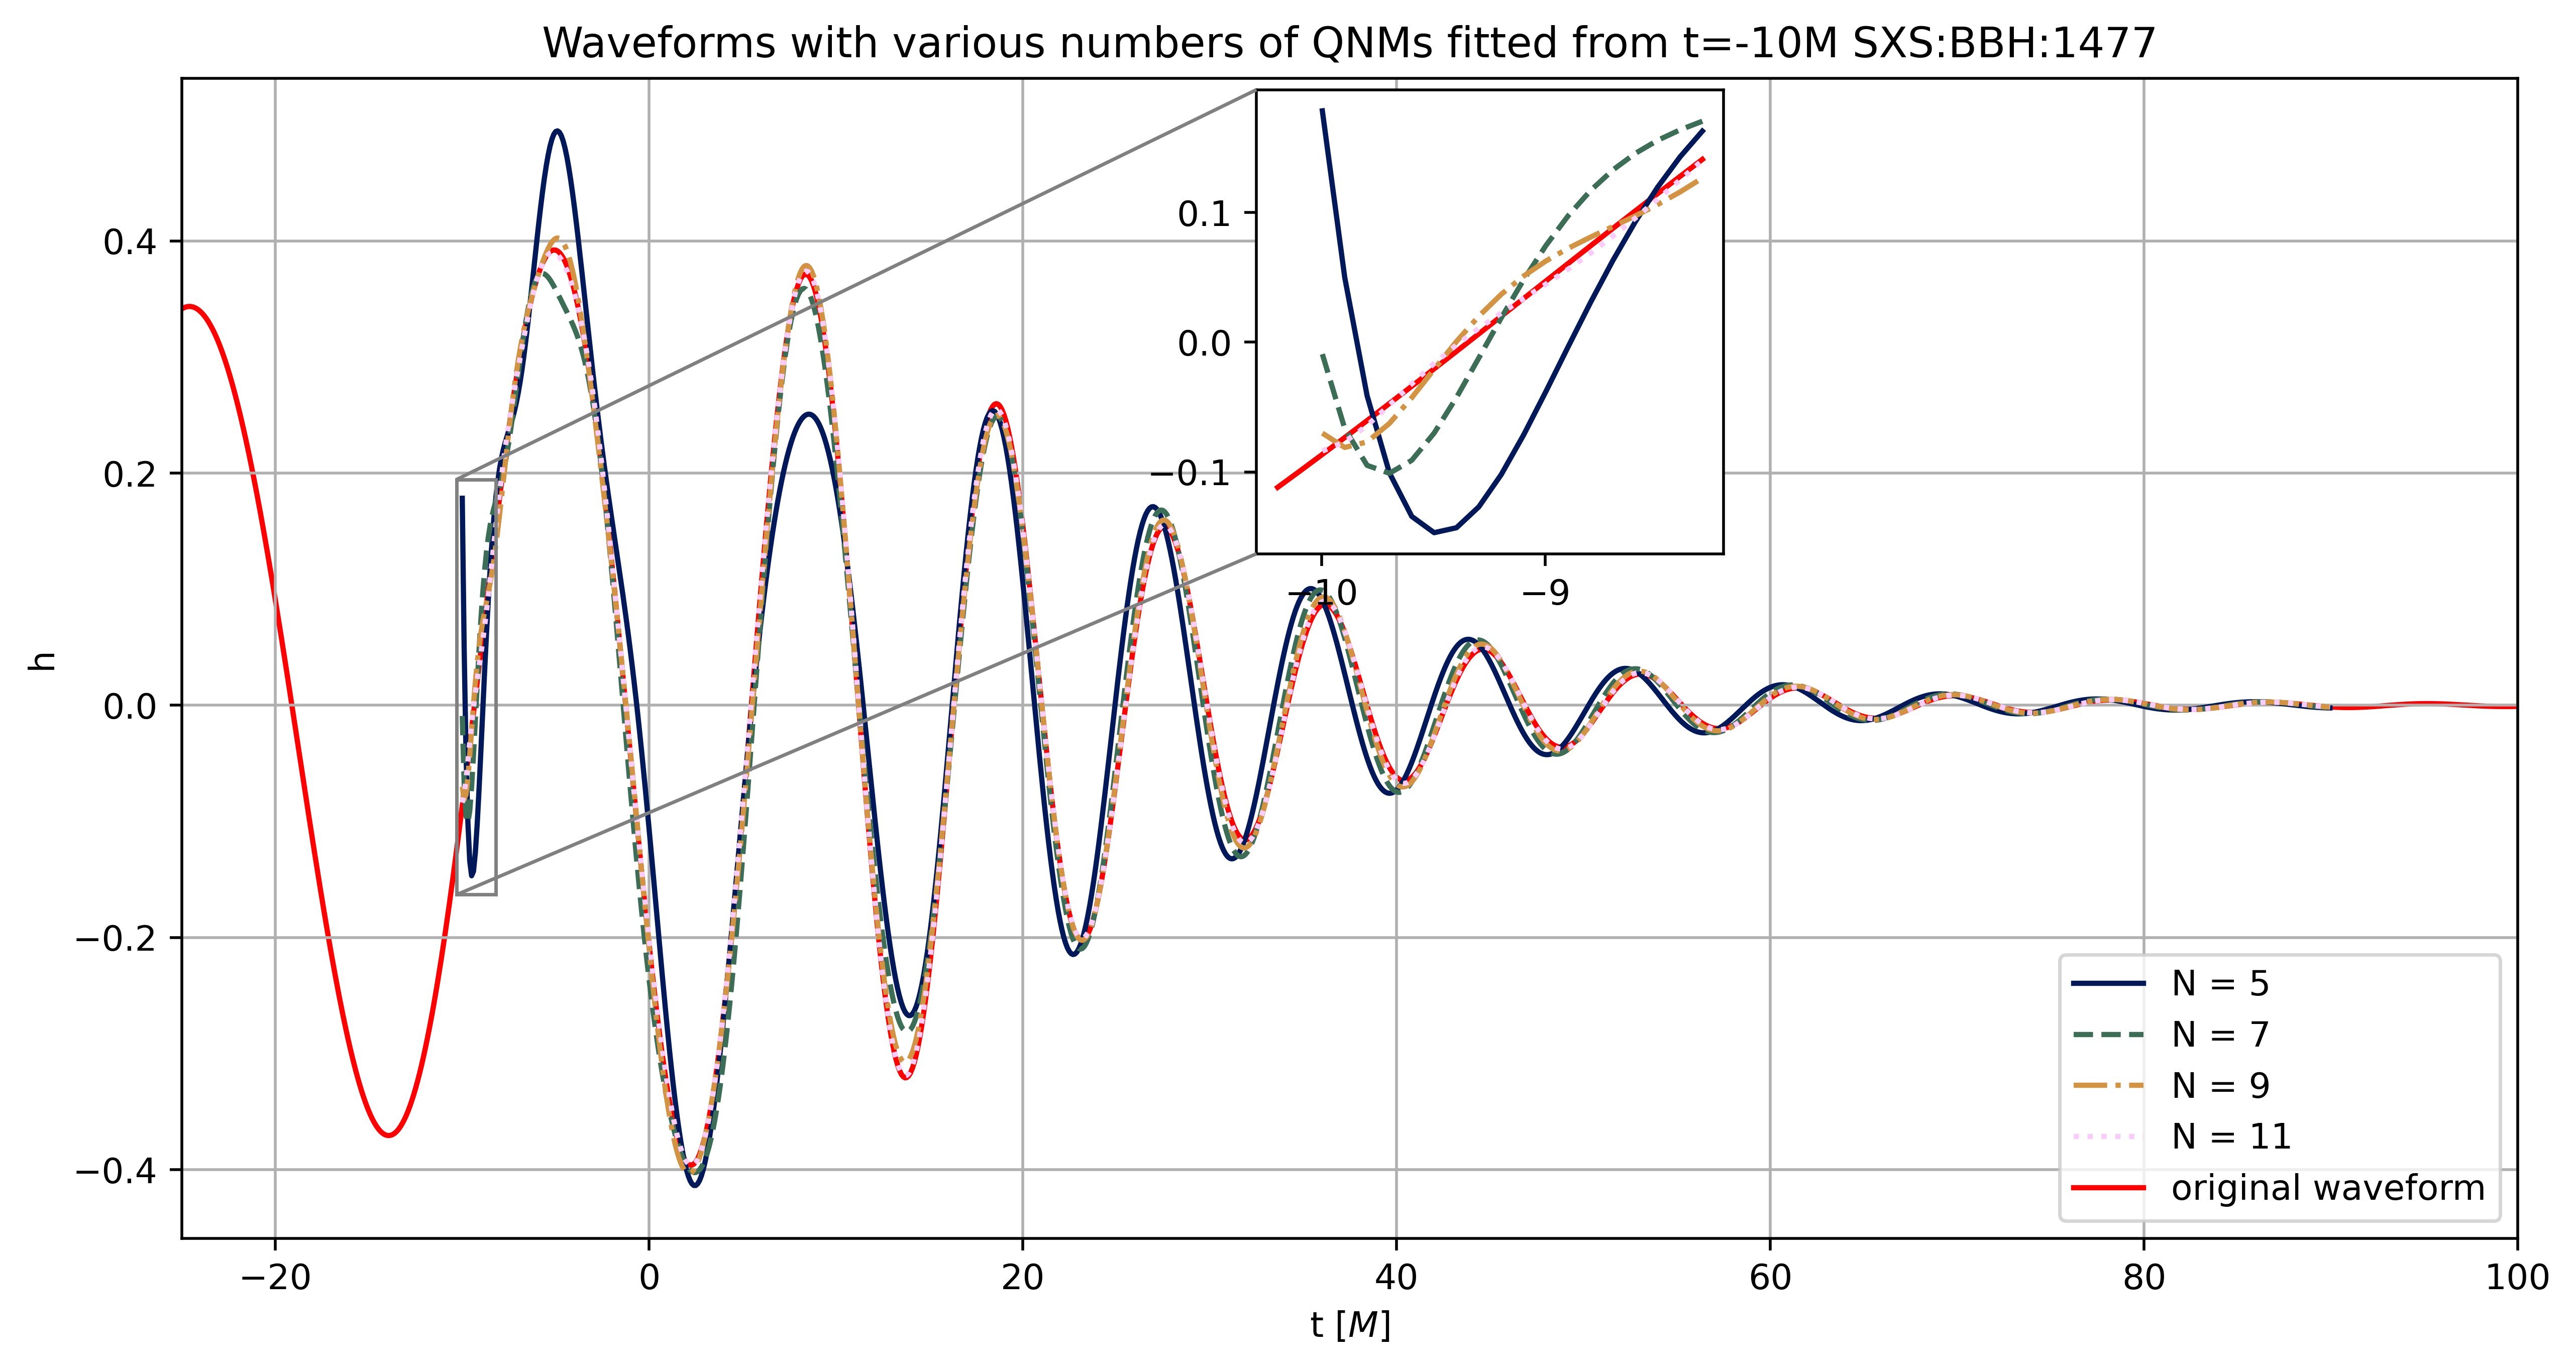 Waveforms with various numbers of QNMs fitted from t=-10M SXS:BBH:1477
h
0.4
0.2
0.0
−0.2
−0.4
0.1
0.0
−0.1
−10 −9
N = 5
N = 7
N = 9
N = 11
original waveform
−20 0 20 40 60 80 100
t [M]